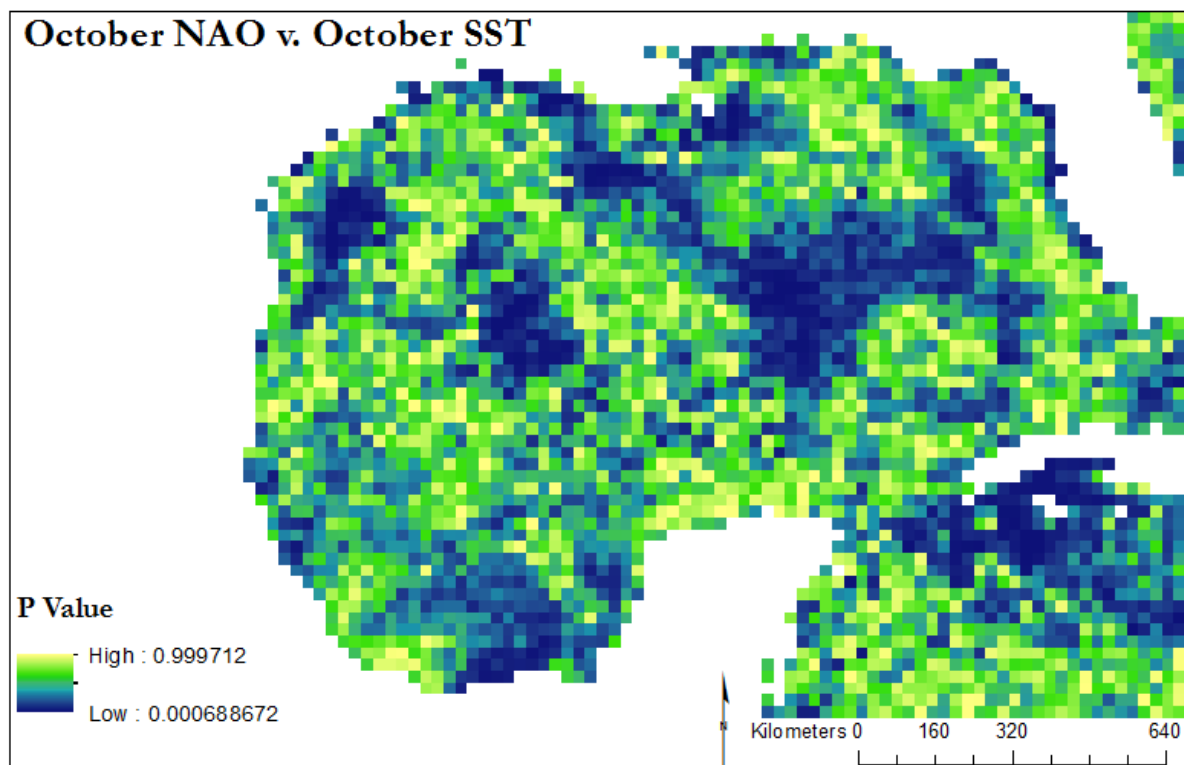 October NAO v. October SST
P Value
High : 0.999712
Low : 0.000688672
N
Kilometers 0 160 320 640